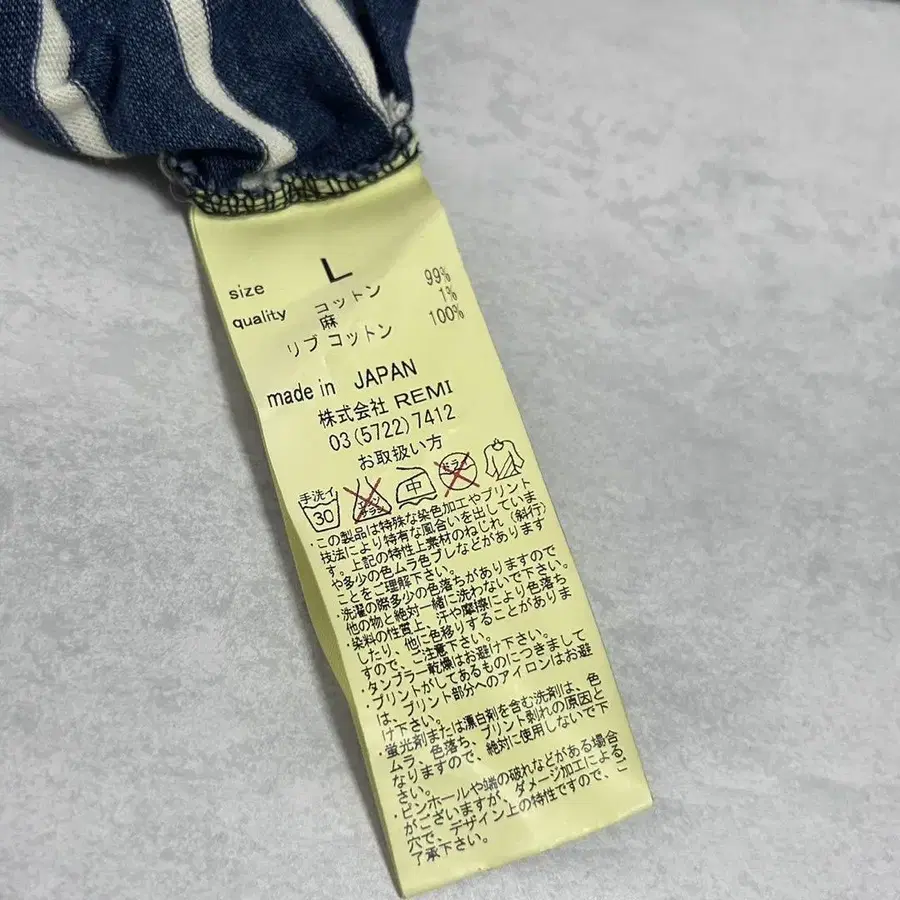 size L
quality コットン 99%
麻 1%
リブ コットン 100%
made in JAPAN
株式会社 REMI
03(5722)7412
お取扱い方
手洗イ 30 エンソ サラシ 中 ドライ
・この製品は特殊な染色加工やプリント
技法により特有な風合いを出していま
す。上記の特性上素材のねじれ（斜行）
や多少の色ムラ色ブレなどがあります
ことをご理解下さい。
・洗濯の際多少の色落ちがありますので
他の物と絶対一緒に洗わないで下さい。
・染料の性質上、汗や摩擦により色落ち
したり、他に色移りすることがありま
すので、ご注意下さい。
・タンブラー乾燥はお避け下さい。
・プリントがしてあるものにつきまして
は、プリント部分へのアイロンはお避
け下さい。
・蛍光剤または漂白剤を含む洗剤は、色
ムラ、色落ち、プリント剥れの原因と
なりますので、絶対に使用しないで下
さい。
・ピンホールや端の破れなどがある場合
がございますが、ダメージ加工による
穴で、デザイン上の特性ですので、ご
了承下さい。